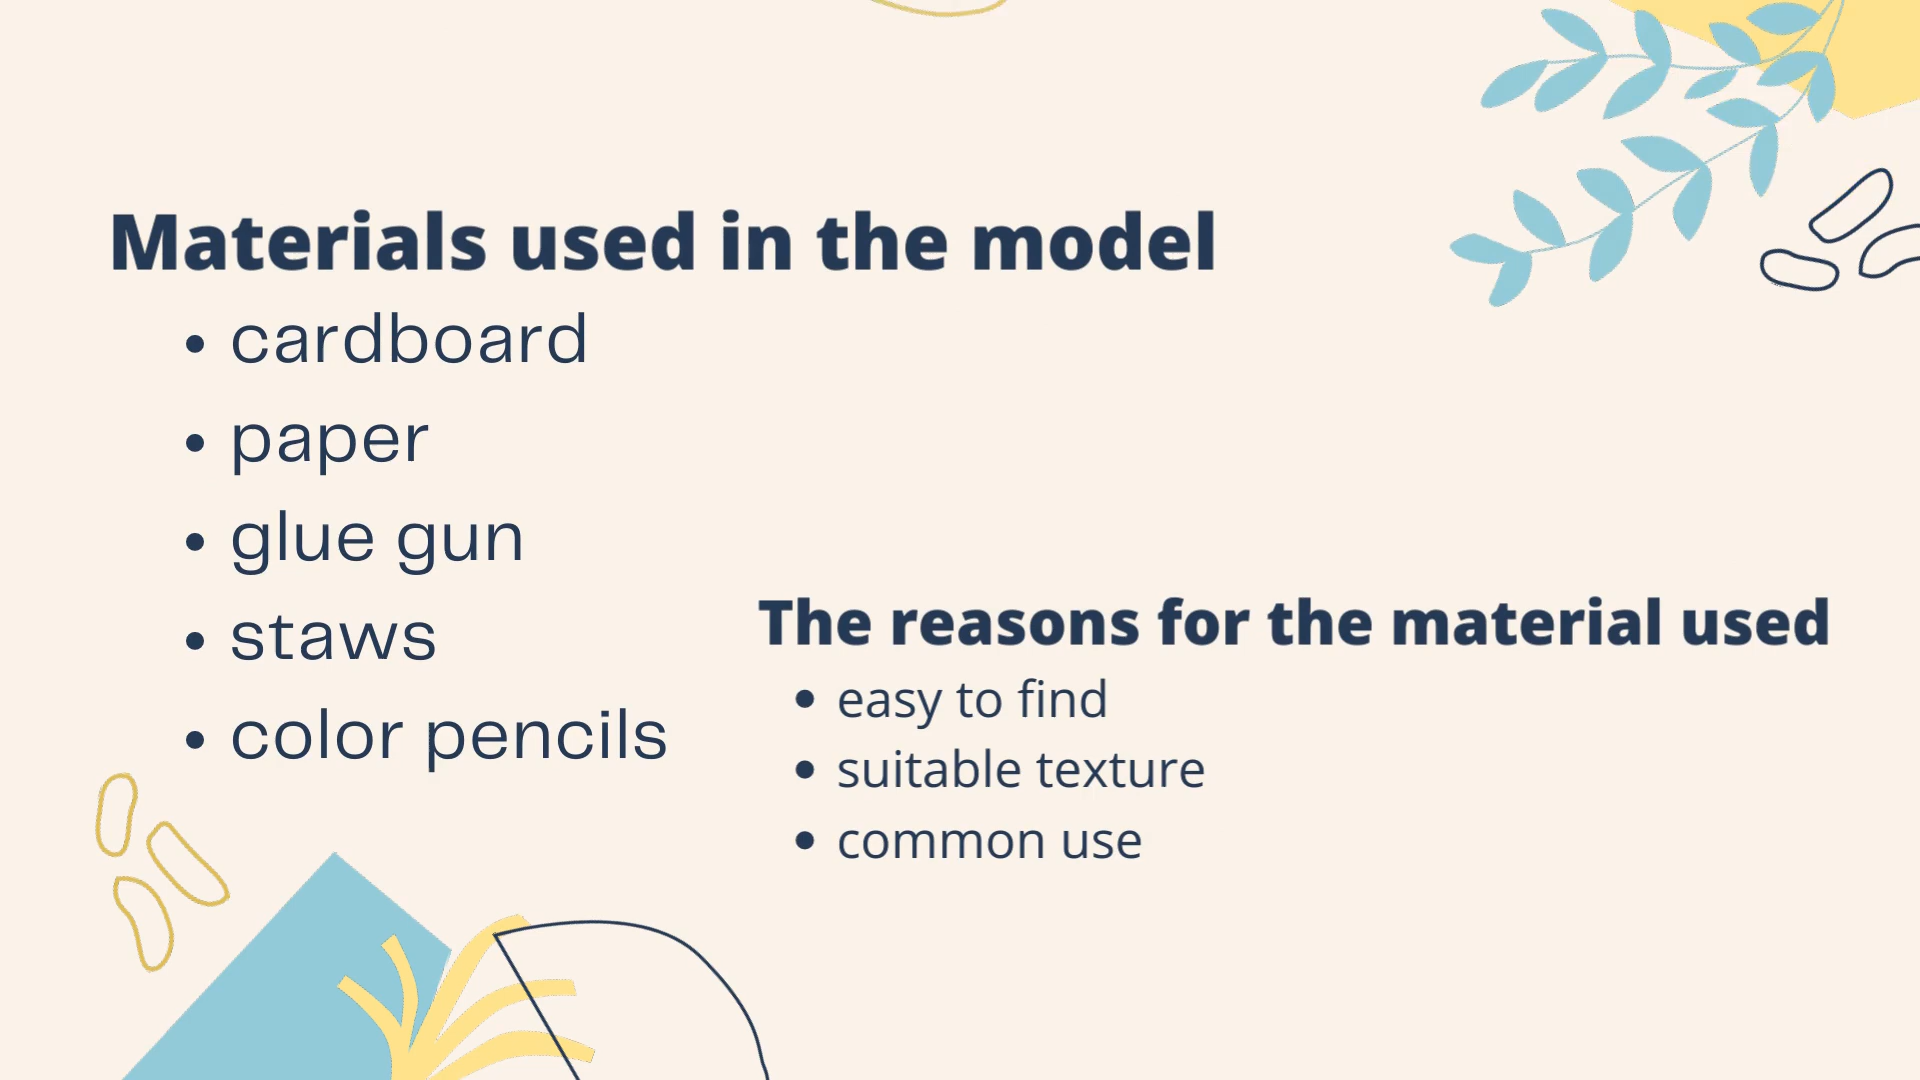 Materials used in the model
• cardboard
• paper
• glue gun
• staws
• color pencils
The reasons for the material used
• easy to find
• suitable texture
• common use